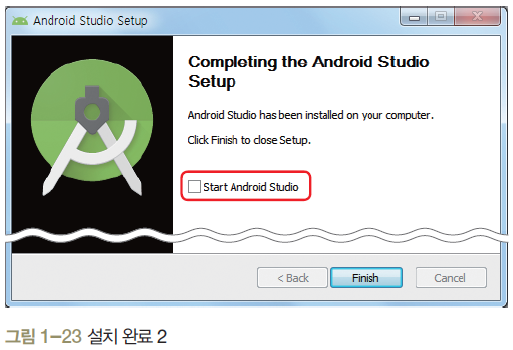 Android Studio Setup
Completing the Android Studio
Setup
Android Studio has been installed on your computer.
Click Finish to close Setup.
Start Android Studio
< Back
Finish
Cancel
그림 1-23 설치 완료 2